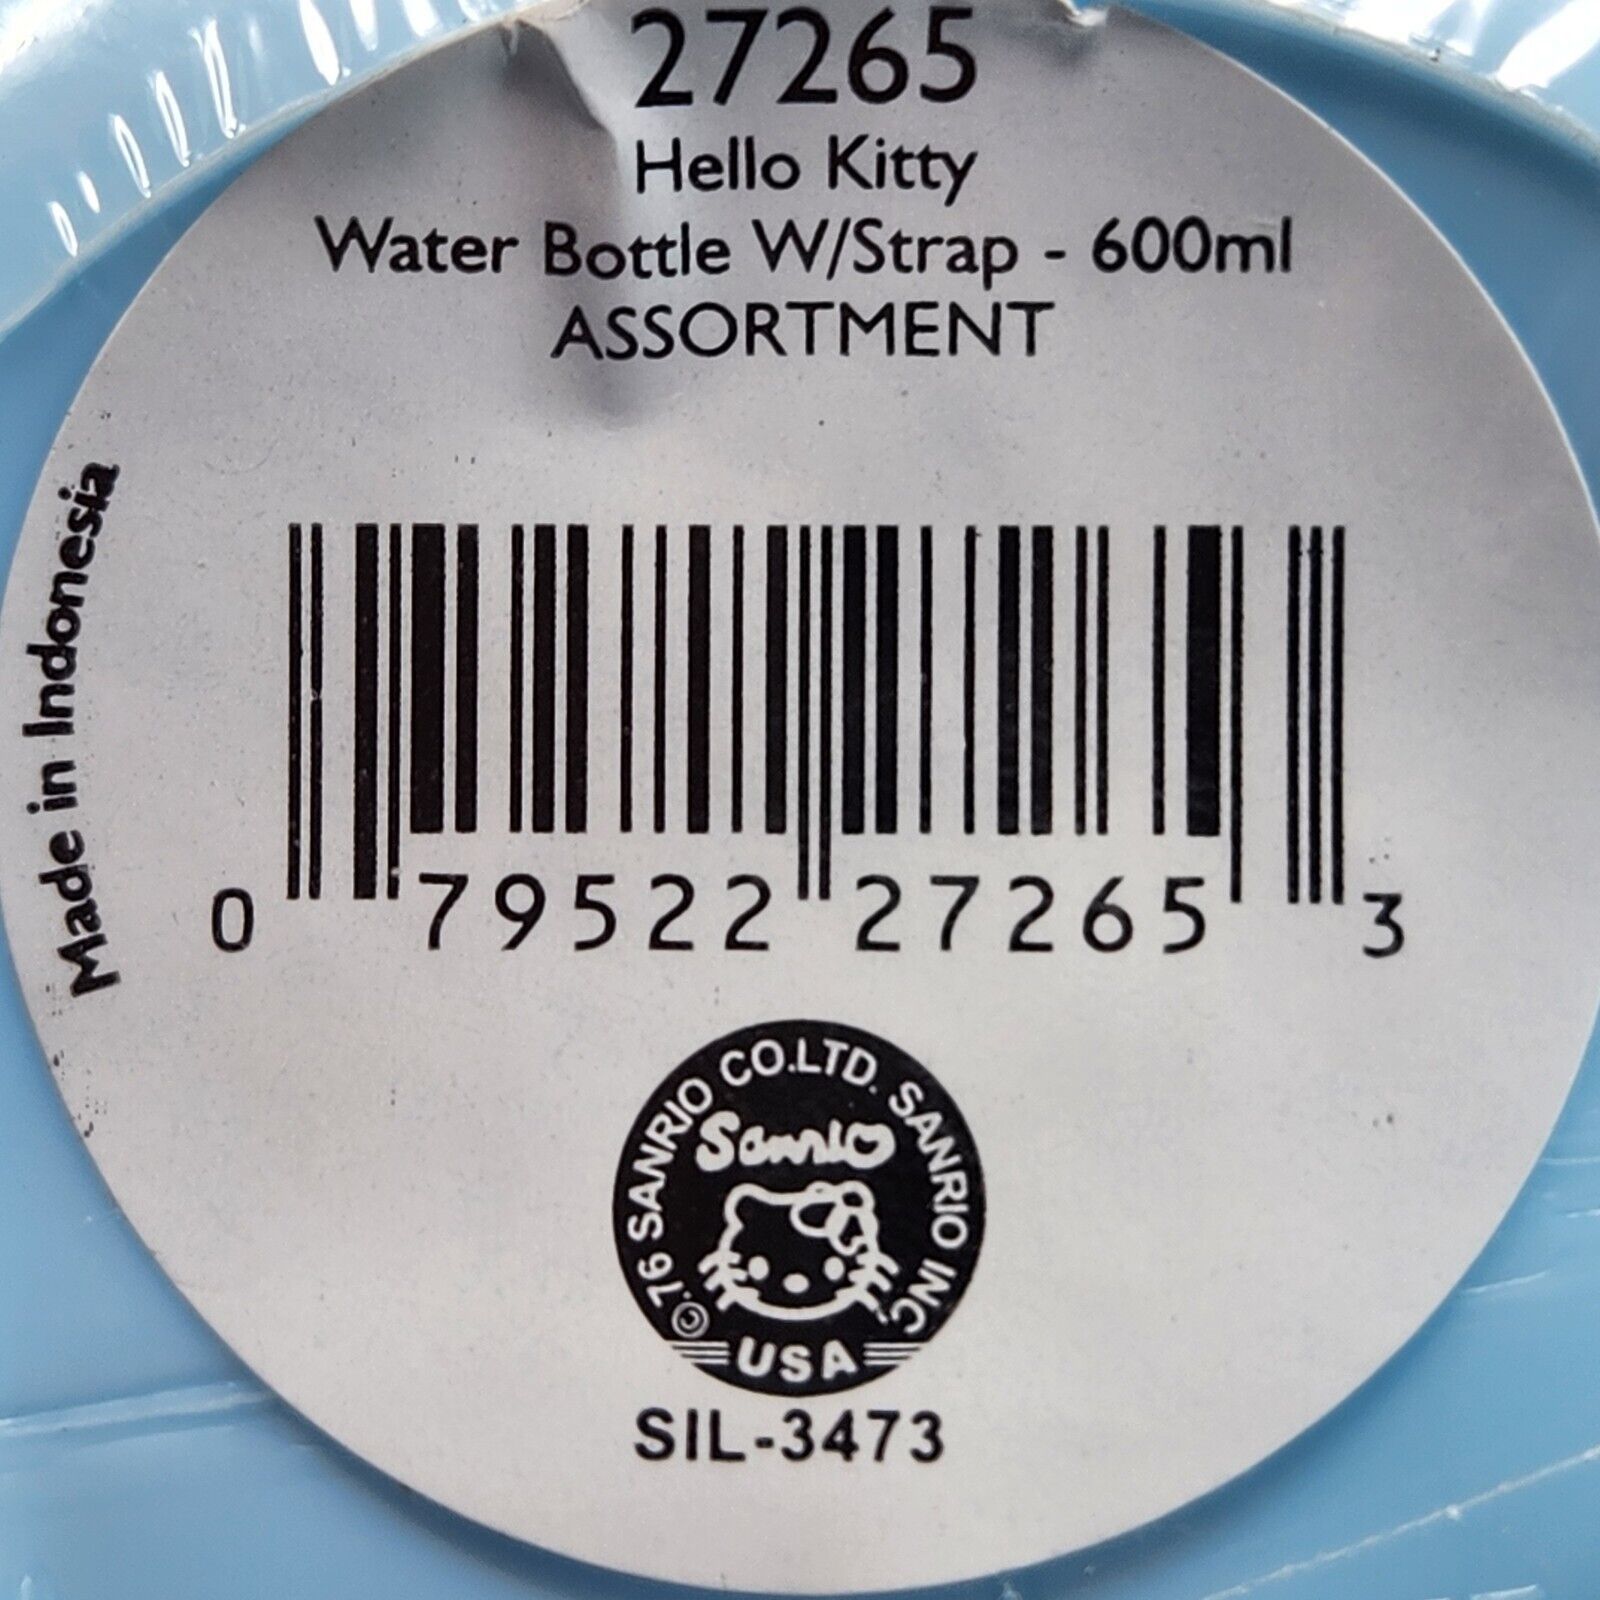 27265
Hello Kitty
Water Bottle W/Strap - 600ml
ASSORTMENT
Made in Indonesia
0 79522 27265 3
©.'76 SANRIO CO.LTD. SANRIO INC.
Sanrio
USA
SIL-3473